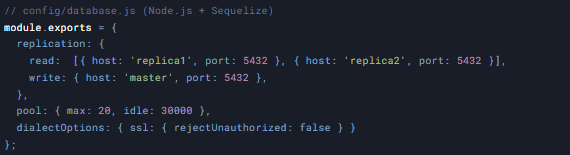 // config/database.js (Node.js + Sequelize)
module.exports = {
  replication: {
    read:  [{ host: 'replica1', port: 5432 }, { host: 'replica2', port: 5432 }],
    write: { host: 'master', port: 5432 },
  },
  pool: { max: 20, idle: 30000 },
  dialectOptions: { ssl: { rejectUnauthorized: false } }
};